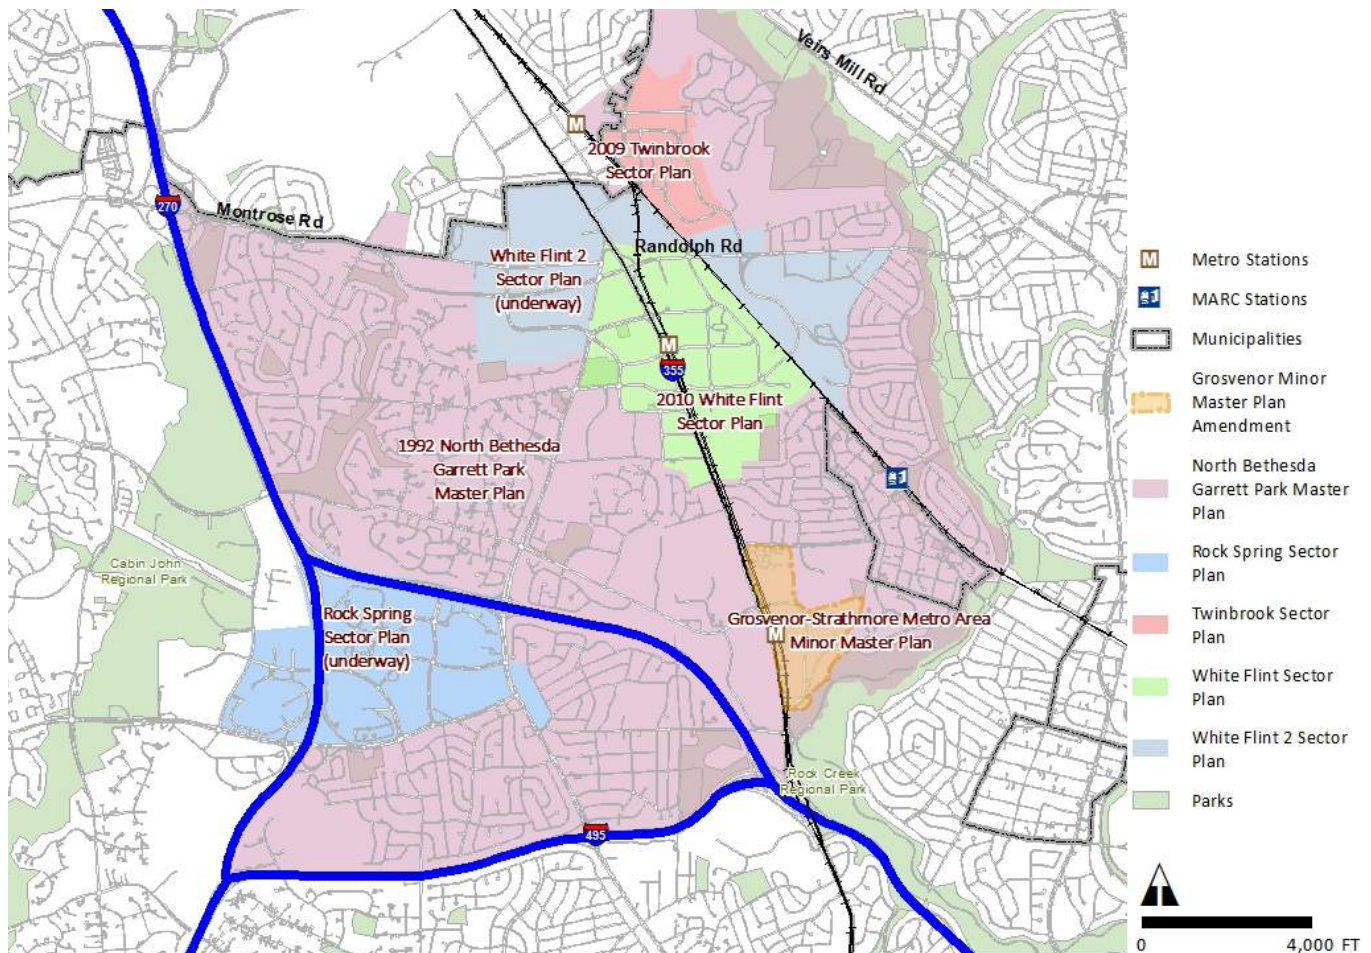 Veirs Mill Rd
M
2009 Twinbrook
Sector Plan
270
Montrose Rd
Randolph Rd
White Flint 2
Sector Plan
(underway)
M
355
2010 White Flint
Sector Plan
1992 North Bethesda
Garrett Park
Master Plan
Cabin John
Regional Park
Rock Spring
Sector Plan
(underway)
Grosvenor-Strathmore Metro Area
Minor Master Plan
M
Rock Creek
Regional Park
495
M Metro Stations
MARC Stations
Municipalities
Grosvenor Minor
Master Plan
Amendment
North Bethesda
Garrett Park Master
Plan
Rock Spring Sector
Plan
Twinbrook Sector
Plan
White Flint Sector
Plan
White Flint 2 Sector
Plan
Parks
0 4,000 FT